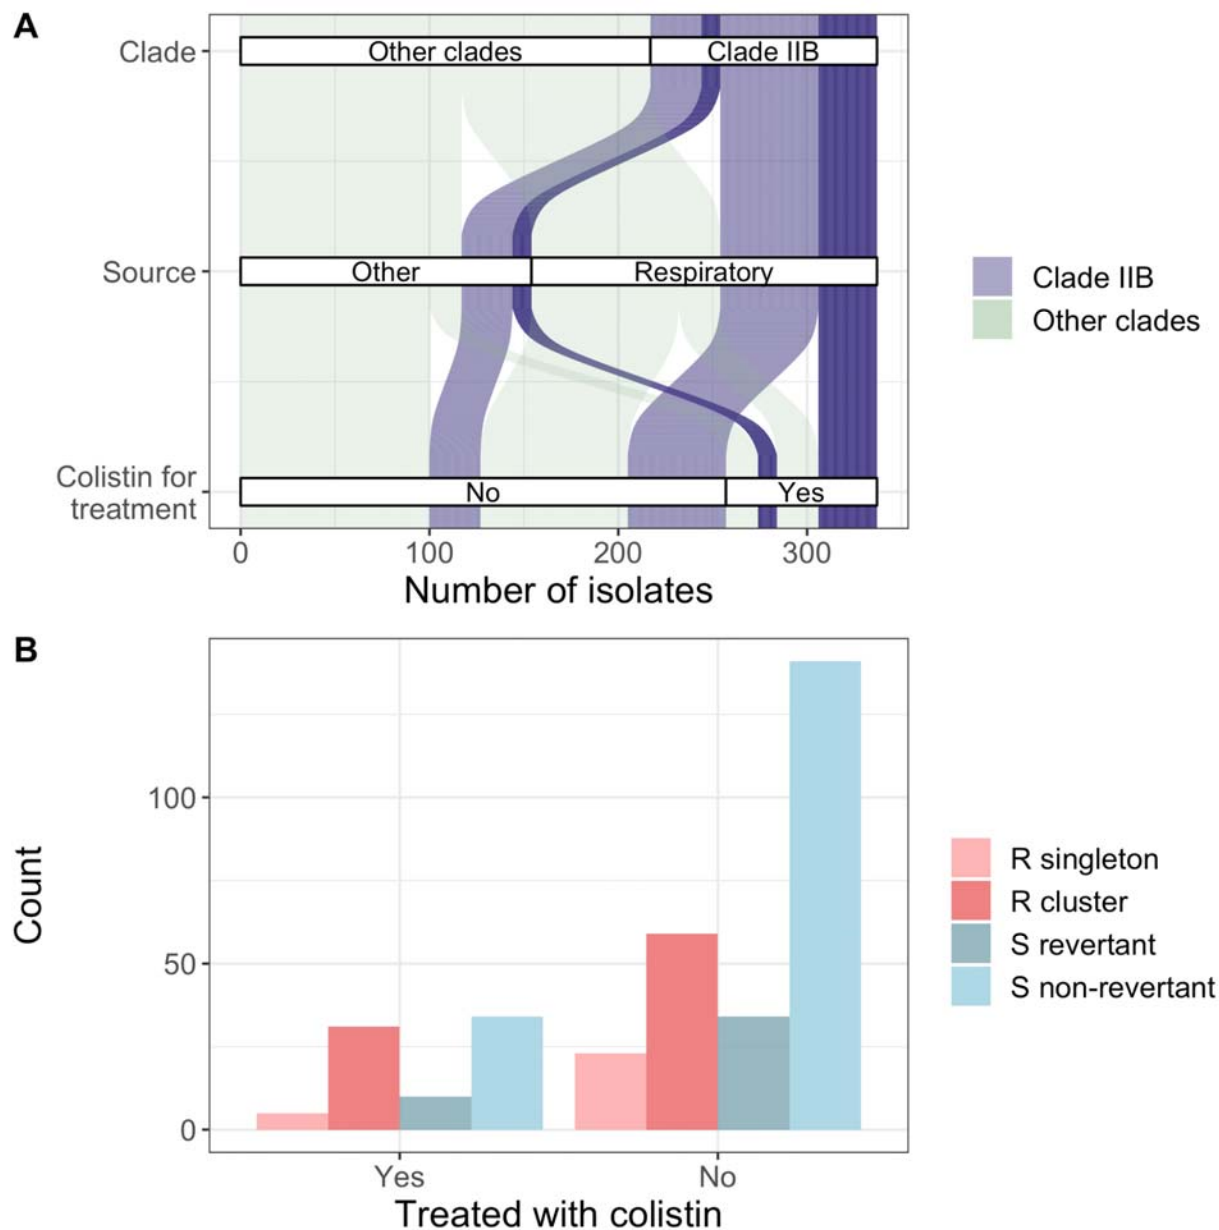 A
Clade
Other clades
Clade IIB
Source
Other
Respiratory
Clade IIB
Other clades
Colistin for
treatment
No
Yes
0 100 200 300
Number of isolates
B
Count
100
50
0
R singleton
R cluster
S revertant
S non-revertant
Yes No
Treated with colistin